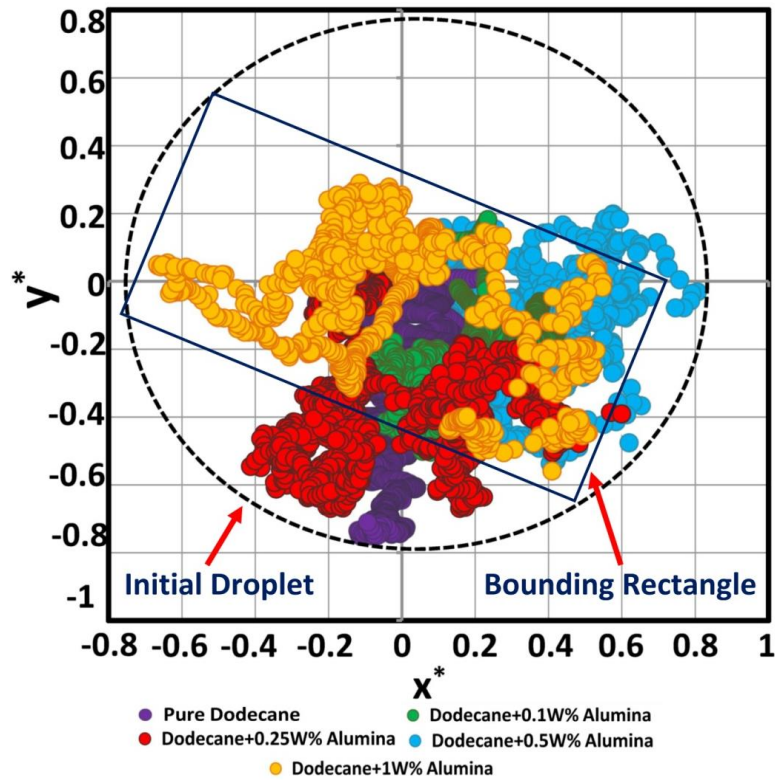 0.8
0.6
0.4
0.2
0
-0.2
-0.4
-0.6
-0.8
-1
y*
Initial Droplet
Bounding Rectangle
-0.8 -0.6 -0.4 -0.2 0 0.2 0.4 0.6 0.8 1
x*
Pure Dodecane
Dodecane+0.1W% Alumina
Dodecane+0.25W% Alumina
Dodecane+0.5W% Alumina
Dodecane+1W% Alumina